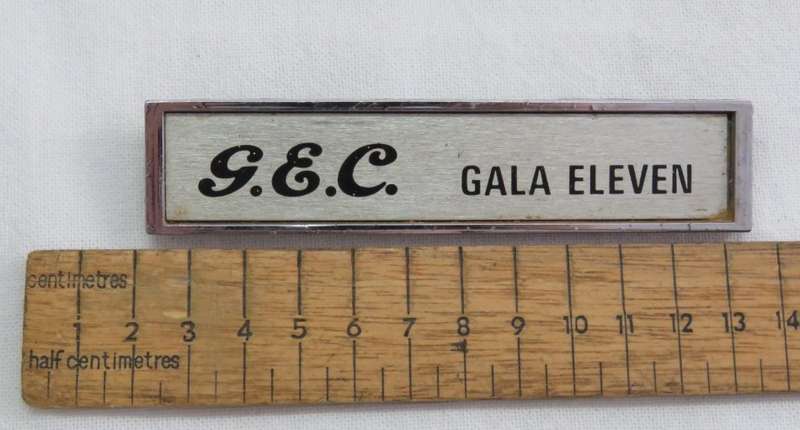 G.E.C. GALA ELEVEN
centimetres
1 2 3 4 5 6 7 8 9 10 11 12 13 14
half centimetres